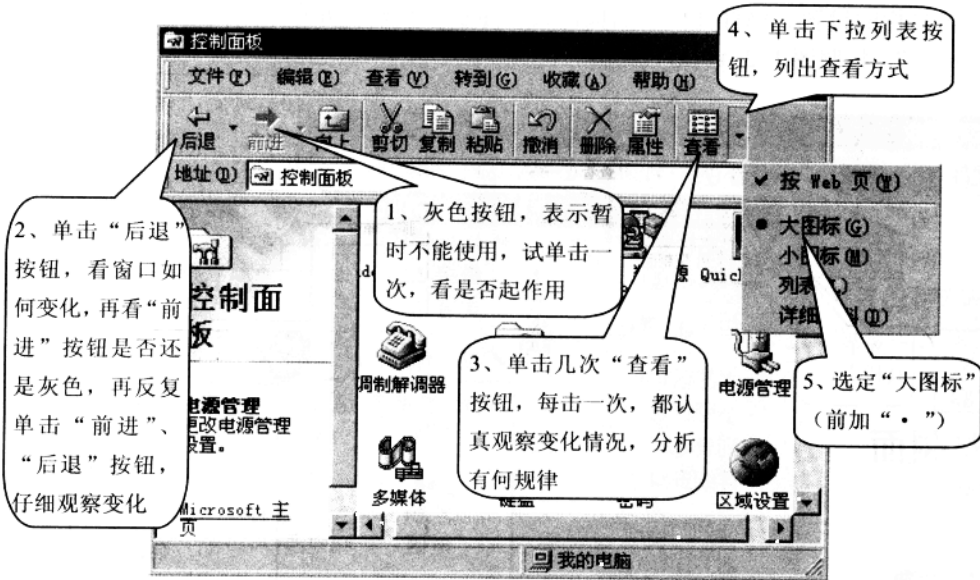 控制面板
4、单击下拉列表按
钮，列出查看方式
文件(F) 编辑(E) 查看(V) 转到(G) 收藏(A) 帮助(H)
后退 前进 向上 剪切 复制 粘贴 撤消 删除 属性 查看
地址(D) 控制面板
✔ 按 Web 页(W)
● 大图标(G)
小图标(M)
列表
详细 料(D)
2、单击“后退”
按钮，看窗口如
何变化，再看“前
进”按钮是否还
是灰色，再反复
单击“前进”、
“后退”按钮，
仔细观察变化
1、灰色按钮，表示暂
时不能使用，试单击一
次，看是否起作用
3、单击几次“查看”
按钮，每击一次，都认
真观察变化情况，分析
有何规律
5、选定“大图标”
（前加“·”）
控制面
板
电源管理
更改电源管理
设置。
Microsoft 主
页
源 Quic
调制解调器
电源管理
多媒体 键盘 密码 区域设置
我的电脑